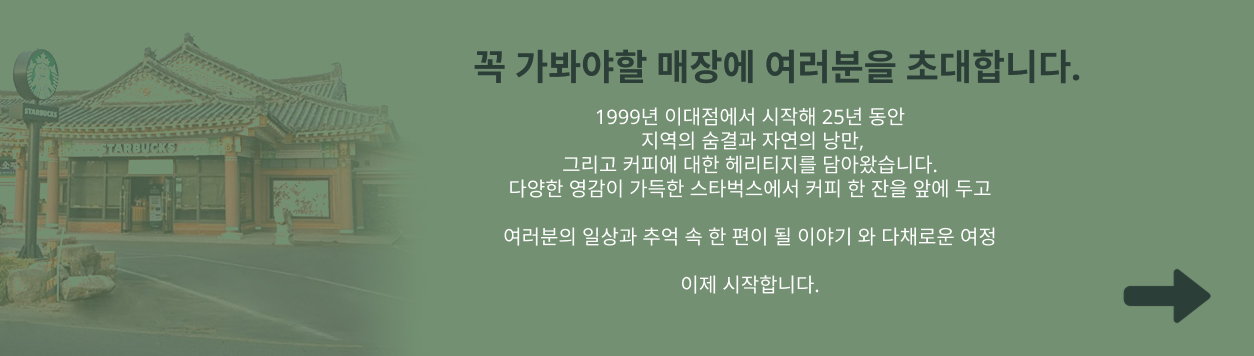 꼭 가봐야할 매장에 여러분을 초대합니다.
1999년 이대점에서 시작해 25년 동안
지역의 숨결과 자연의 낭만,
그리고 커피에 대한 헤리티지를 담아왔습니다.
다양한 영감이 가득한 스타벅스에서 커피 한 잔을 앞에 두고
여러분의 일상과 추억 속 한 편이 될 이야기 와 다채로운 여정
이제 시작합니다.
STARBUCKS
STARBUCKS